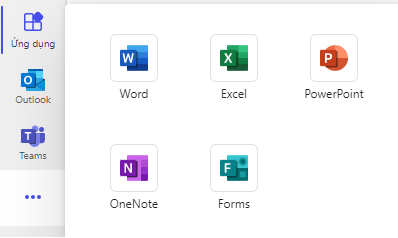 Ứng dụng
Outlook
Teams
W
Word
X
Excel
P
PowerPoint
N
OneNote
F
Forms